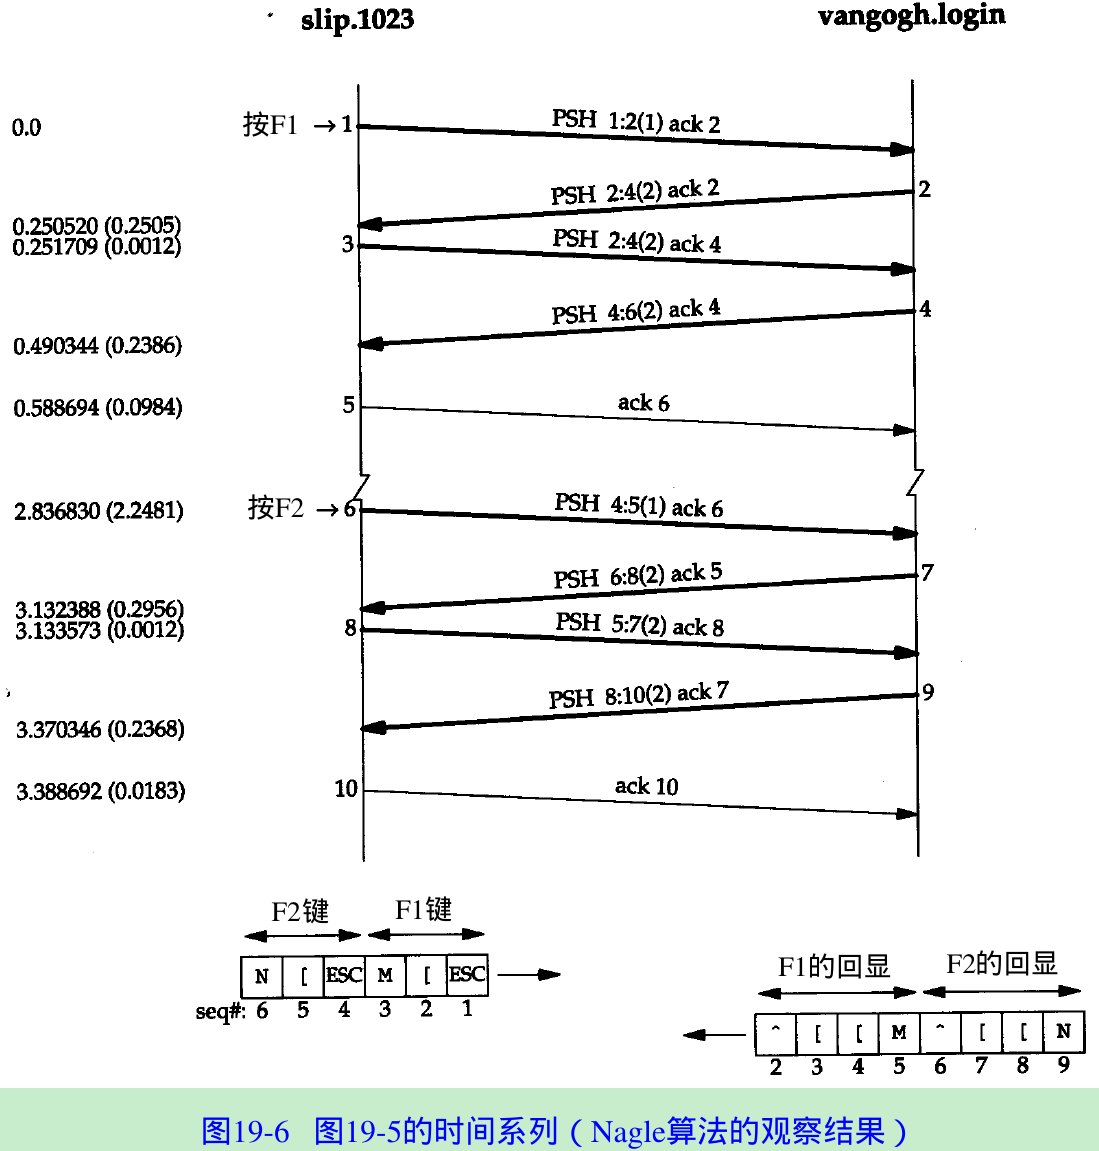 slip.1023 vangogh.login
0.0 按F1 → 1 PSH 1:2(1) ack 2
PSH 2:4(2) ack 2 2
0.250520 (0.2505)
0.251709 (0.0012) 3 PSH 2:4(2) ack 4
PSH 4:6(2) ack 4 4
0.490344 (0.2386)
0.588694 (0.0984) 5 ack 6
2.836830 (2.2481) 按F2 → 6 PSH 4:5(1) ack 6
PSH 6:8(2) ack 5 7
3.132388 (0.2956)
3.133573 (0.0012) 8 PSH 5:7(2) ack 8
PSH 8:10(2) ack 7 9
3.370346 (0.2368)
3.388692 (0.0183) 10 ack 10
F2键 F1键
N [ ESC M [ ESC
seq#: 6 5 4 3 2 1
F1的回显 F2的回显
^ [ [ M ^ [ [ N
2 3 4 5 6 7 8 9
图19-6 图19-5的时间系列（Nagle算法的观察结果）